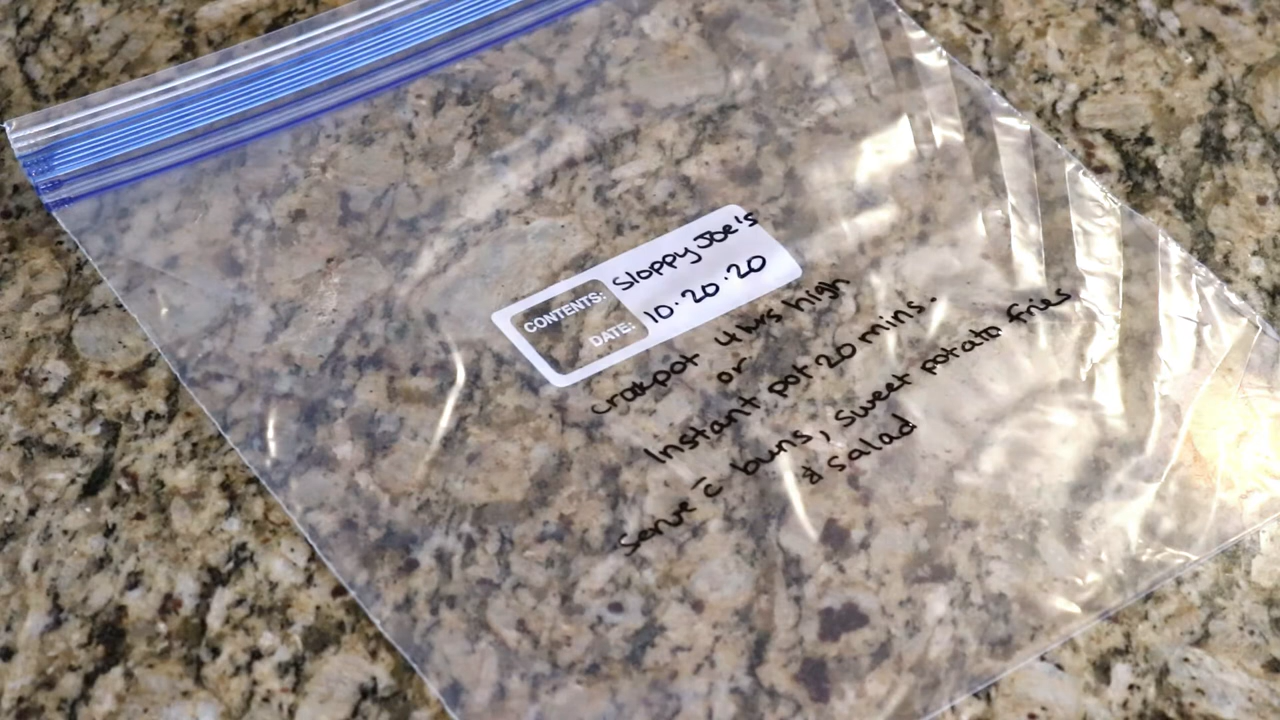 CONTENTS: Sloppy Joe's
DATE: 10.20.20
crockpot 4 hrs high
or
Instant pot 20 mins.
Serve c̄ buns, sweet potato fries
& salad